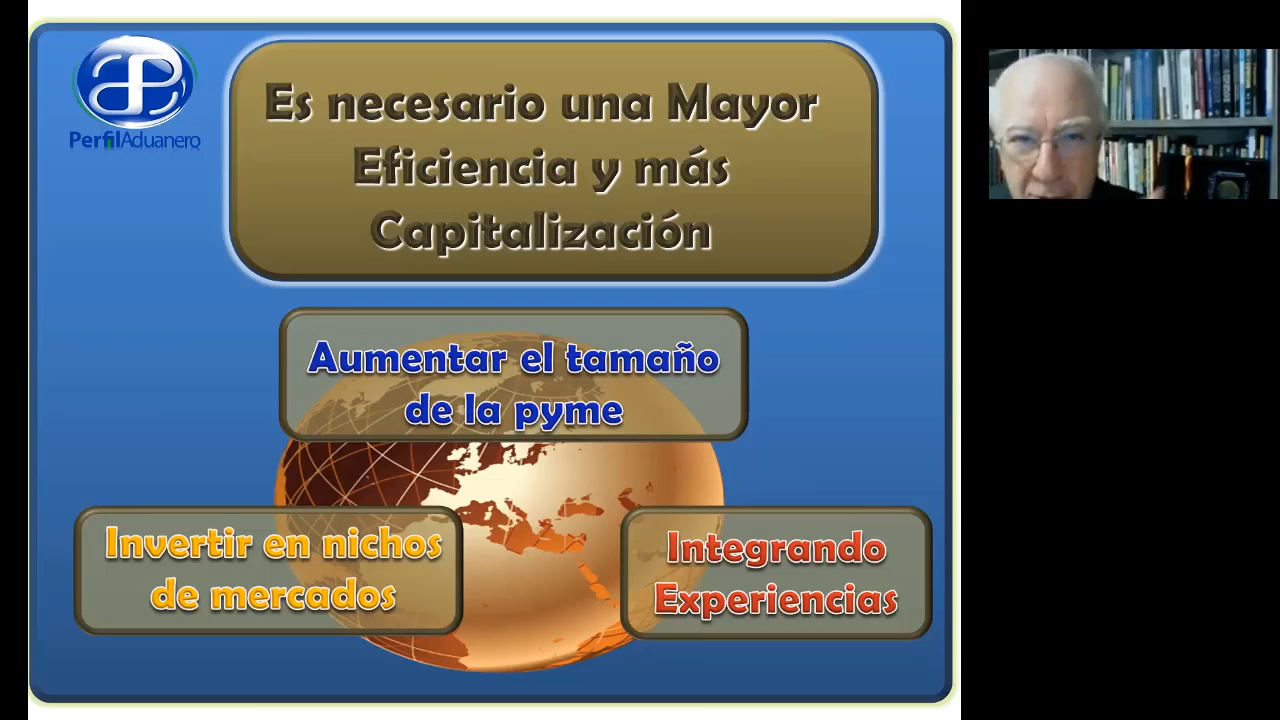 PerfilAduanero
Es necesario una Mayor
Eficiencia y más
Capitalización
Aumentar el tamaño
de la pyme
Invertir en nichos
de mercados
Integrando
Experiencias